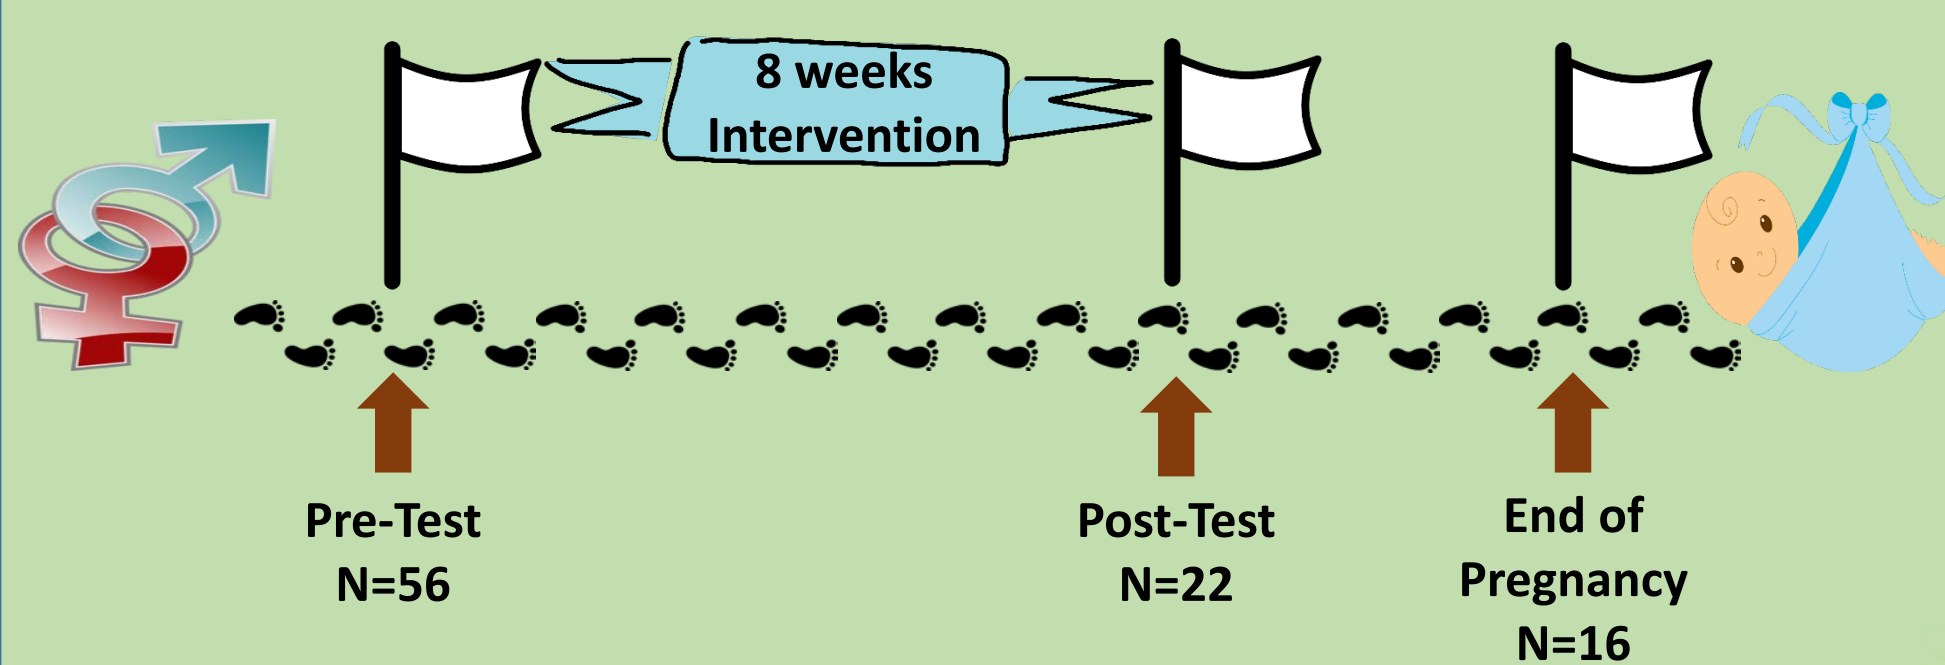 8 weeks
Intervention
Pre-Test
N=56
Post-Test
N=22
End of
Pregnancy
N=16